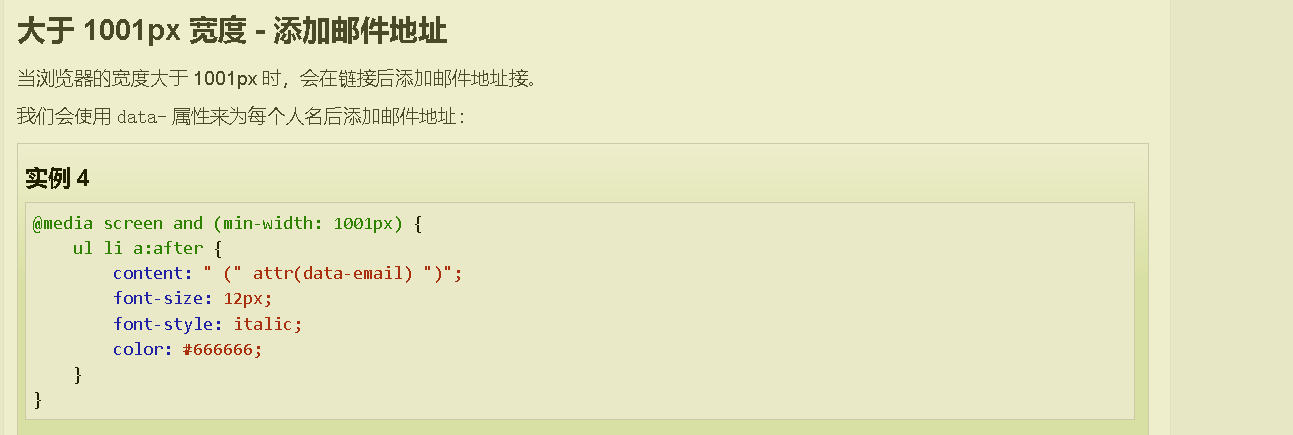 大于 1001px 宽度 - 添加邮件地址
当浏览器的宽度大于 1001px 时，会在链接后添加邮件地址接。
我们会使用 data- 属性来为每个人名后添加邮件地址：
实例 4
@media screen and (min-width: 1001px) {
    ul li a:after {
        content: " (" attr(data-email) ")";
        font-size: 12px;
        font-style: italic;
        color: #666666;
    }
}